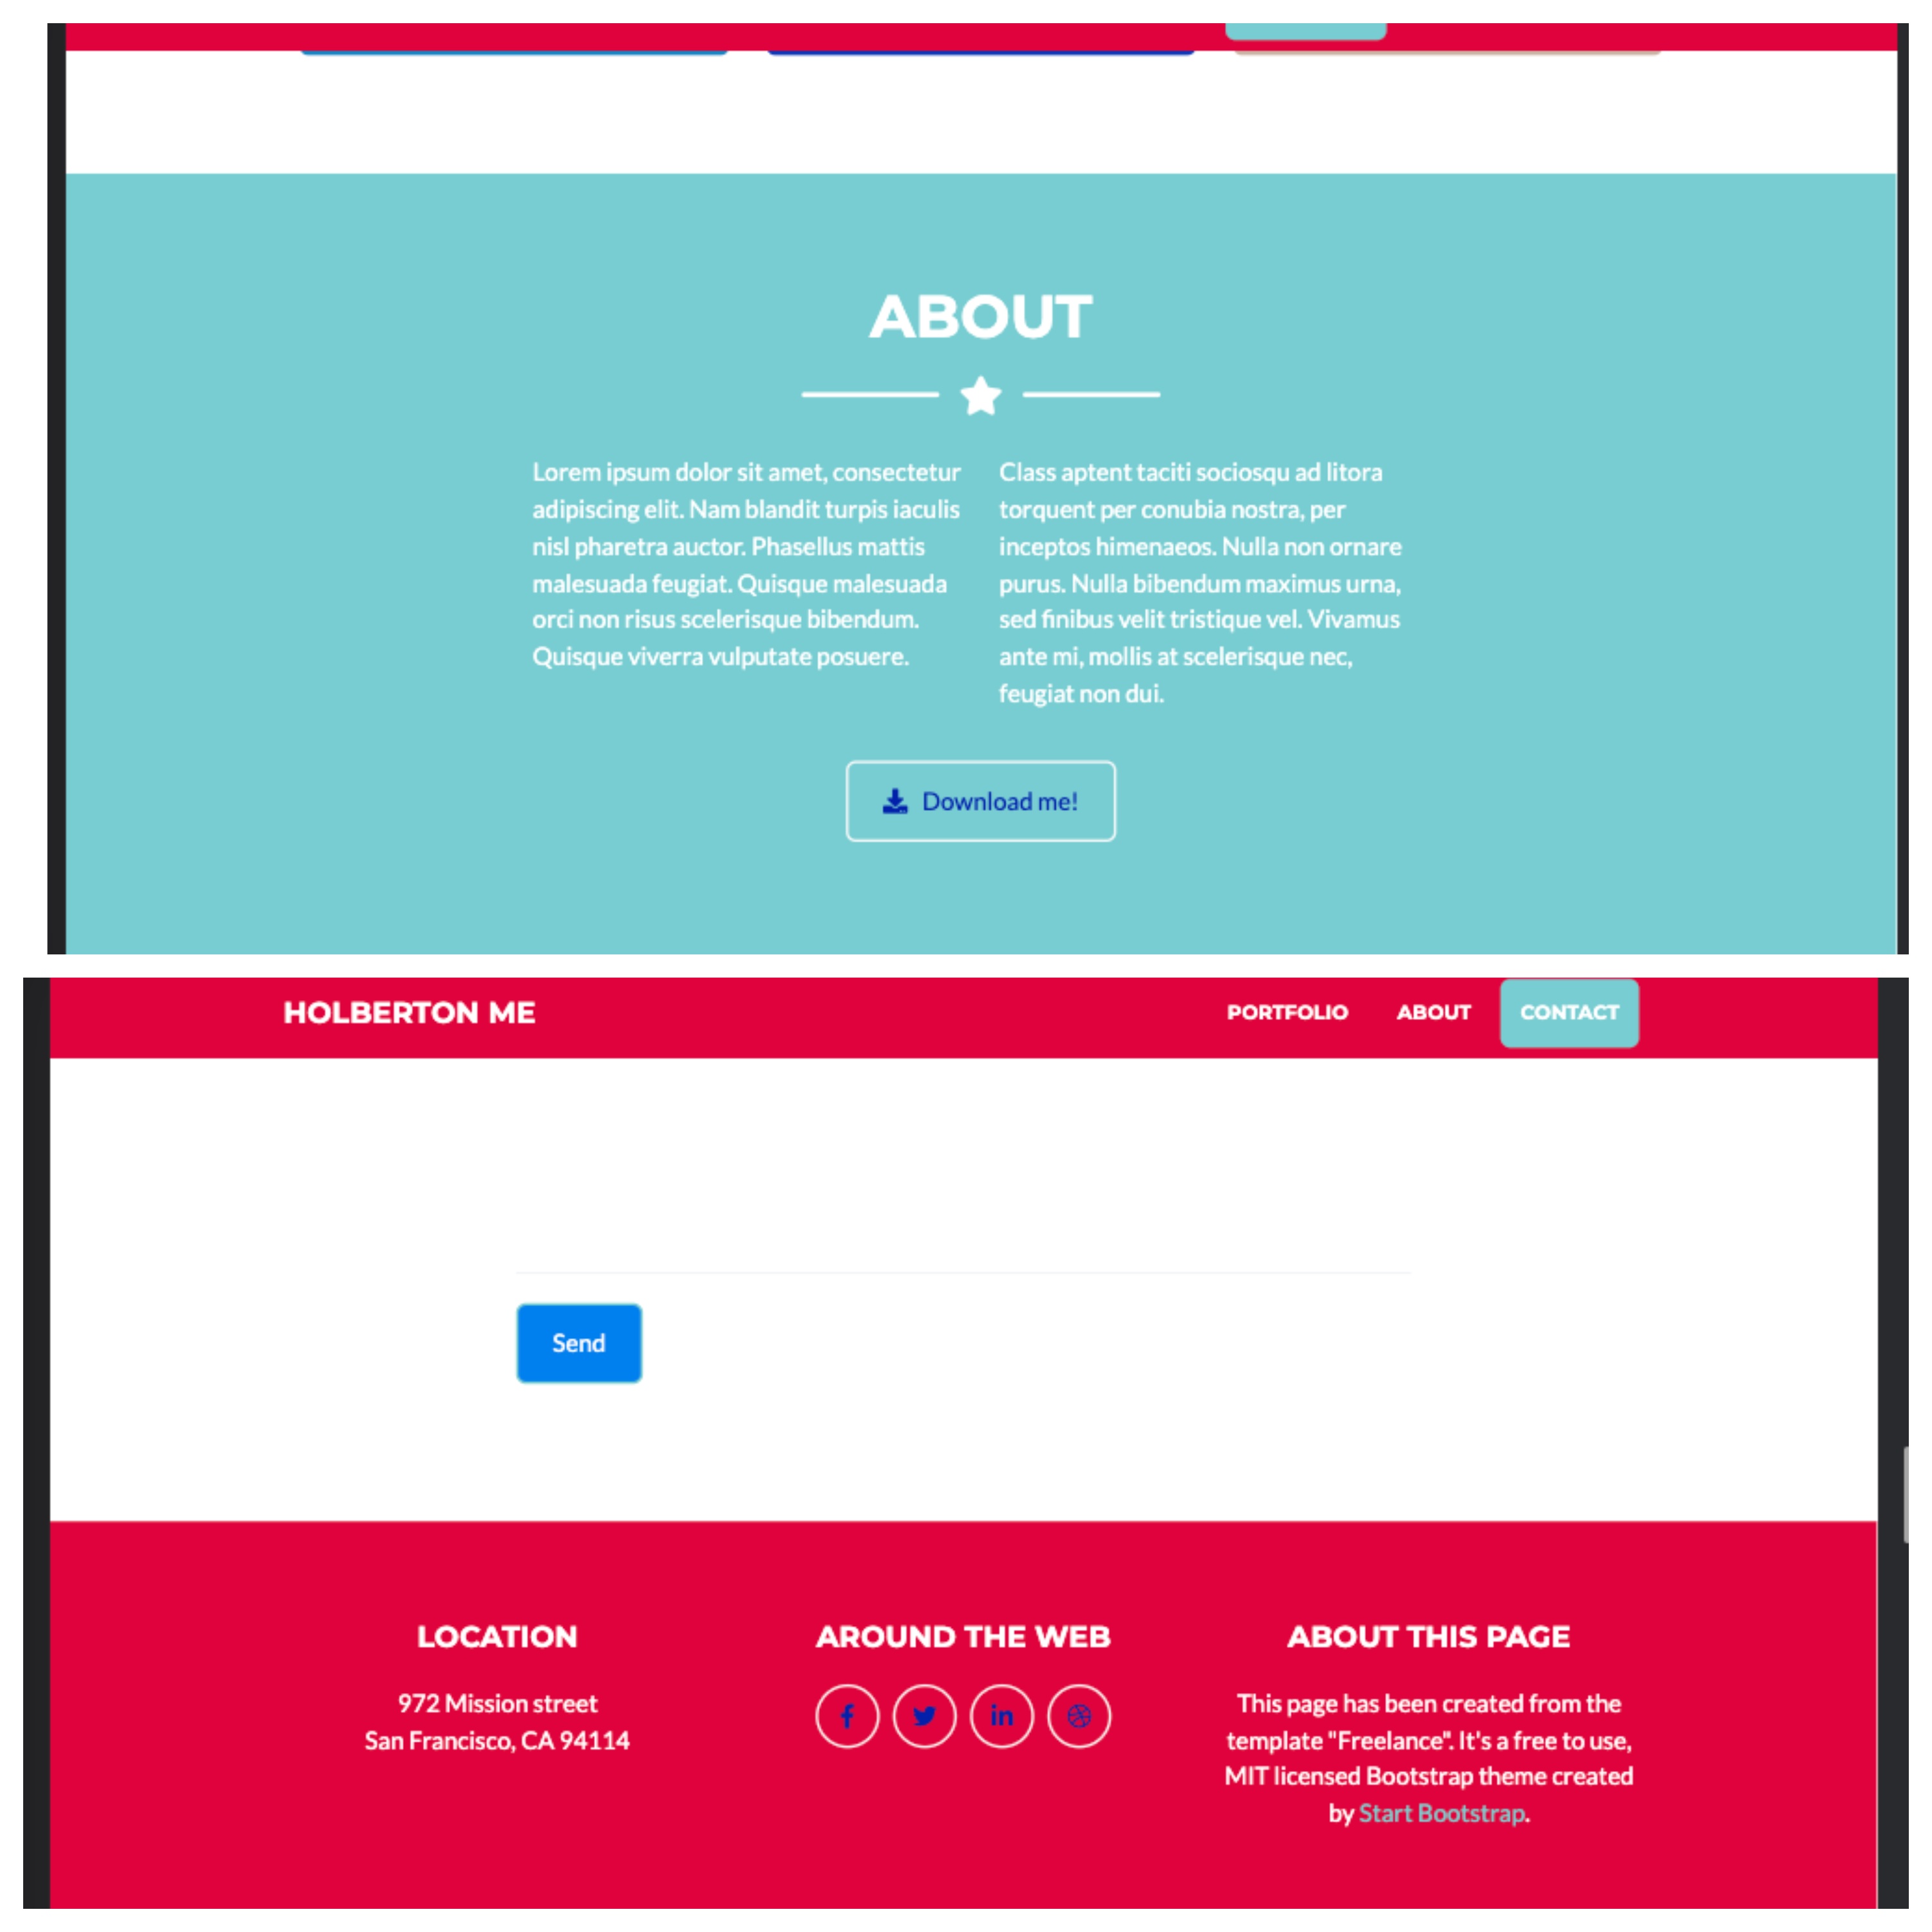 ABOUT
Lorem ipsum dolor sit amet, consectetur
adipiscing elit. Nam blandit turpis iaculis
nisl pharetra auctor. Phasellus mattis
malesuada feugiat. Quisque malesuada
orci non risus scelerisque bibendum.
Quisque viverra vulputate posuere.
Class aptent taciti sociosqu ad litora
torquent per conubia nostra, per
inceptos himenaeos. Nulla non ornare
purus. Nulla bibendum maximus urna,
sed finibus velit tristique vel. Vivamus
ante mi, mollis at scelerisque nec,
feugiat non dui.
Download me!
HOLBERTON ME
PORTFOLIO
ABOUT
CONTACT
Send
LOCATION
972 Mission street
San Francisco, CA 94114
AROUND THE WEB
ABOUT THIS PAGE
This page has been created from the
template "Freelance". It's a free to use,
MIT licensed Bootstrap theme created
by Start Bootstrap.